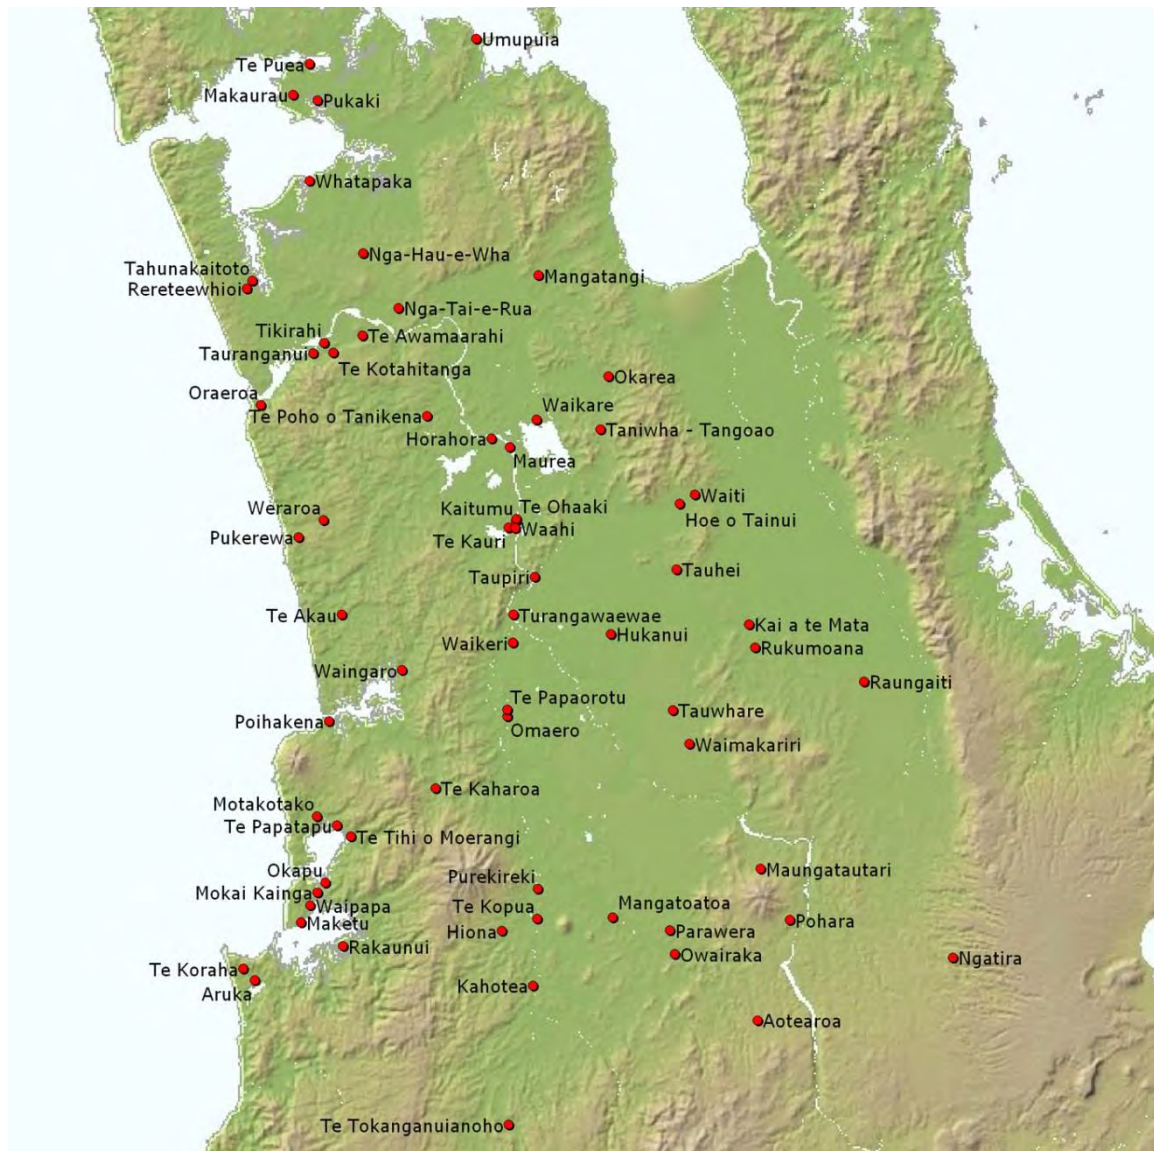 Umupuia
Te Puea
Makaurau
Pukaki
Whatapaka
Nga-Hau-e-Wha
Tahunakaitoto
Mangatangi
Rereteewhioi
Nga-Tai-e-Rua
Tikirahi
Te Awamaarahi
Tauranganui
Te Kotahitanga
Okarea
Oraeroa
Te Poho o Tanikena
Waikare
Taniwha - Tangoao
Horahora
Maurea
Waiti
Hoe o Tainui
Weraroa
Kaitumu
Te Ohaaki
Pukerewa
Te Kauri
Waahi
Taupiri
Tauhei
Te Akau
Turangawaewae
Kai a te Mata
Hukanui
Waikeri
Rukumoana
Waingaro
Raungaiti
Te Papaorotu
Tauwhare
Poihakena
Omaero
Waimakariri
Te Kaharoa
Motakotako
Te Papatapu
Te Tihi o Moerangi
Okapu
Maungatautari
Mokai Kainga
Purekireki
Waipapa
Te Kopua
Mangatoatoa
Maketu
Pohara
Hiona
Parawera
Rakaunui
Owairaka
Ngatira
Te Koraha
Aruka
Kahotea
Aotearoa
Te Tokanganuianoho